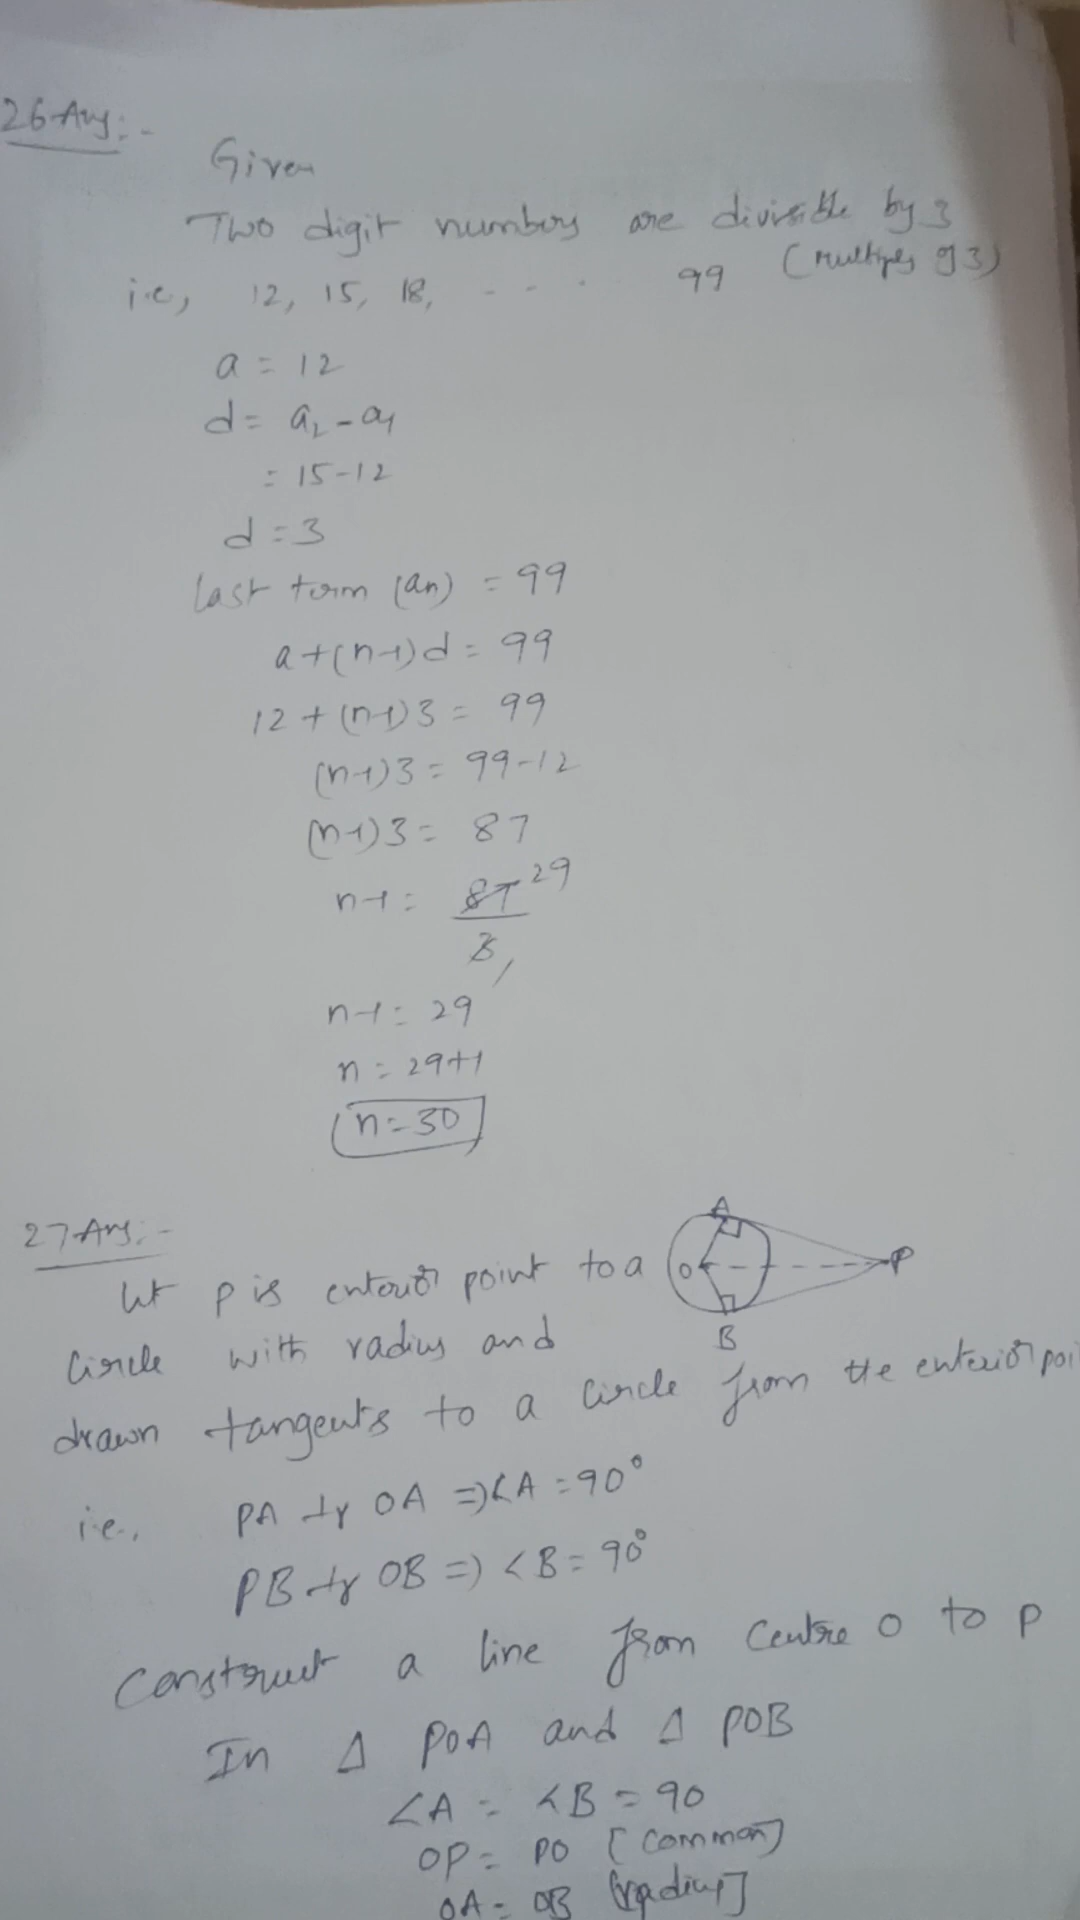 26 Ans:-
Given
Two digit numbers are divisible by 3
i.e, 12, 15, 18, - - - . 99 (multiples of 3)
a = 12
d = a₂ - a₁
= 15-12
d = 3
last term (an) = 99
a+(n-1)d = 99
12 + (n-1)3 = 99
(n-1)3 = 99-12
(n-1)3 = 87
n-1 = 87/3 29
n-1 = 29
n = 29+1
n = 30
27 Ans:-
A
O P
B
let p is exterior point to a
Circle with radius and
drawn tangents to a circle from the exterior poi
i.e., PA ⊥r OA ⇒ ∠A = 90°
PB ⊥r OB ⇒ ∠B = 90°
Construct a line from Centre O to P
In Δ POA and Δ POB
∠A = ∠B = 90
OP = PO [common]
OA = OB [radius]